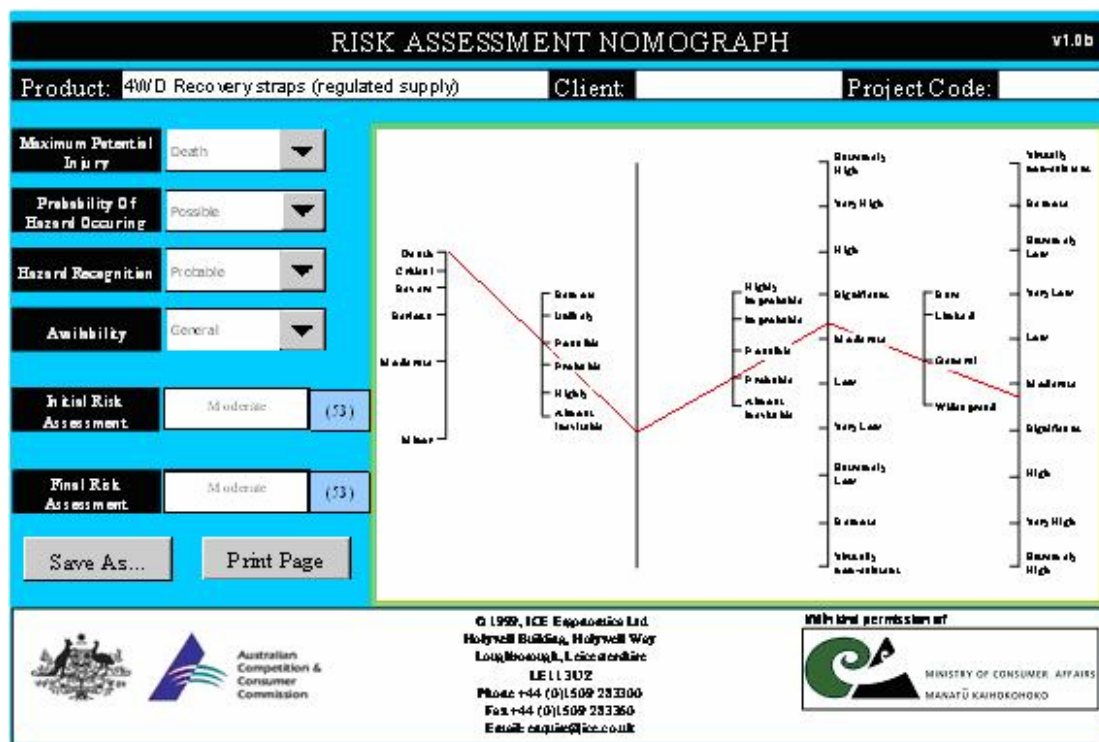 RISK ASSESSMENT NOMOGRAPH
v1.0b
Product: 4WD Recovery straps (regulated supply)
Client:
Project Code:
Maximum Potential
Injury
Death
Probability Of
Hazard Occuring
Possible
Hazard Recognition
Probable
Availability
General
Initial Risk
Assessment
Moderate
(53)
Final Risk
Assessment
Moderate
(53)
Save As...
Print Page
Death
Critical
Severe
Serious
Moderate
Minor
Remote
Unlikely
Possible
Probable
Highly
Almost
Inevitable
Highly
Improbable
Improbable
Possible
Probable
Almost
Inevitable
Extremely
High
Very High
High
Significant
Moderate
Low
Very Low
Extremely
Low
Remote
Virtually
non-existent
Rare
Limited
General
Widespread
Virtually
non-existent
Remote
Extremely
Low
Very Low
Low
Moderate
Significant
High
Very High
Extremely
High
Australian
Competition &
Consumer
Commission
© 1999, ICE Ergonomics Ltd
Holywell Building, Holywell Way
Loughborough, Leicestershire
LE11 3UZ
Phone +44 (0)1509 283300
Fax +44 (0)1509 283360
Email: enquire@ice.co.uk
With kind permission of
MINISTRY OF CONSUMER AFFAIRS
MANATŪ KAIHOKOHOKO